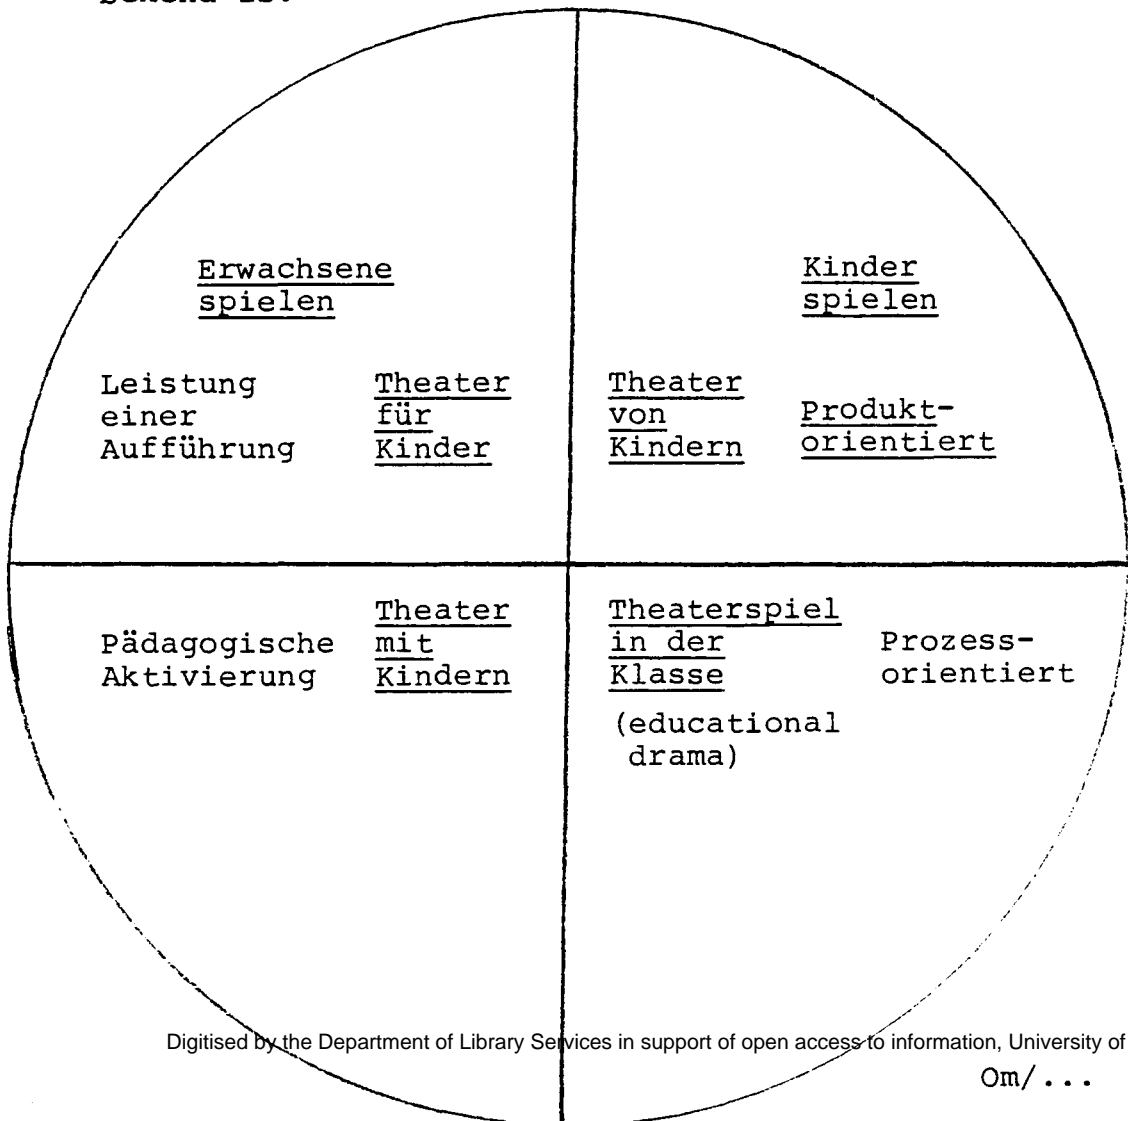 Erwachsene
spielen
Kinder
spielen
Leistung
einer
Aufführung
Theater
für
Kinder
Theater
von
Kindern
Produkt-
orientiert
Pädagogische
Aktivierung
Theater
mit
Kindern
Theaterspiel
in der
Klasse
(educational
drama)
Prozess-
orientiert
Digitised by the Department of Library Services in support of open access to information, University of
Om/...